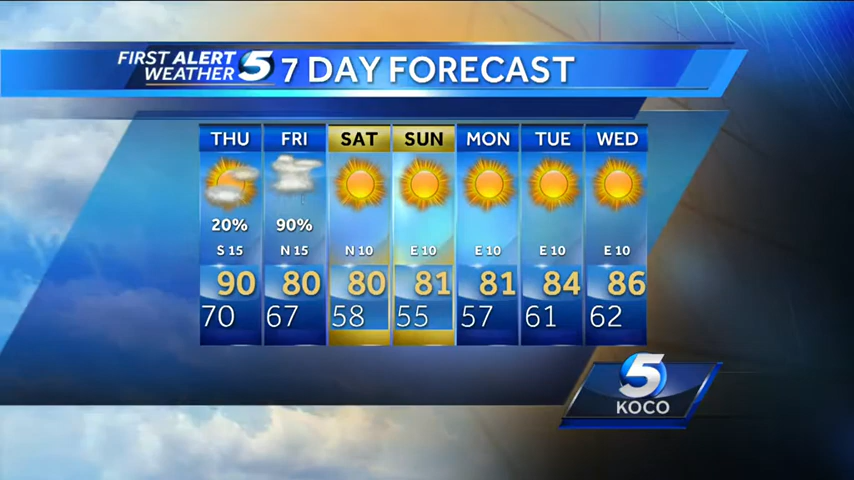 FIRST ALERT
WEATHER 5
7 DAY FORECAST
THU FRI SAT SUN MON TUE WED
20% 90%
S 15 N 15 N 10 E 10 E 10 E 10 E 10
90 80 80 81 81 84 86
70 67 58 55 57 61 62
5
KOCO